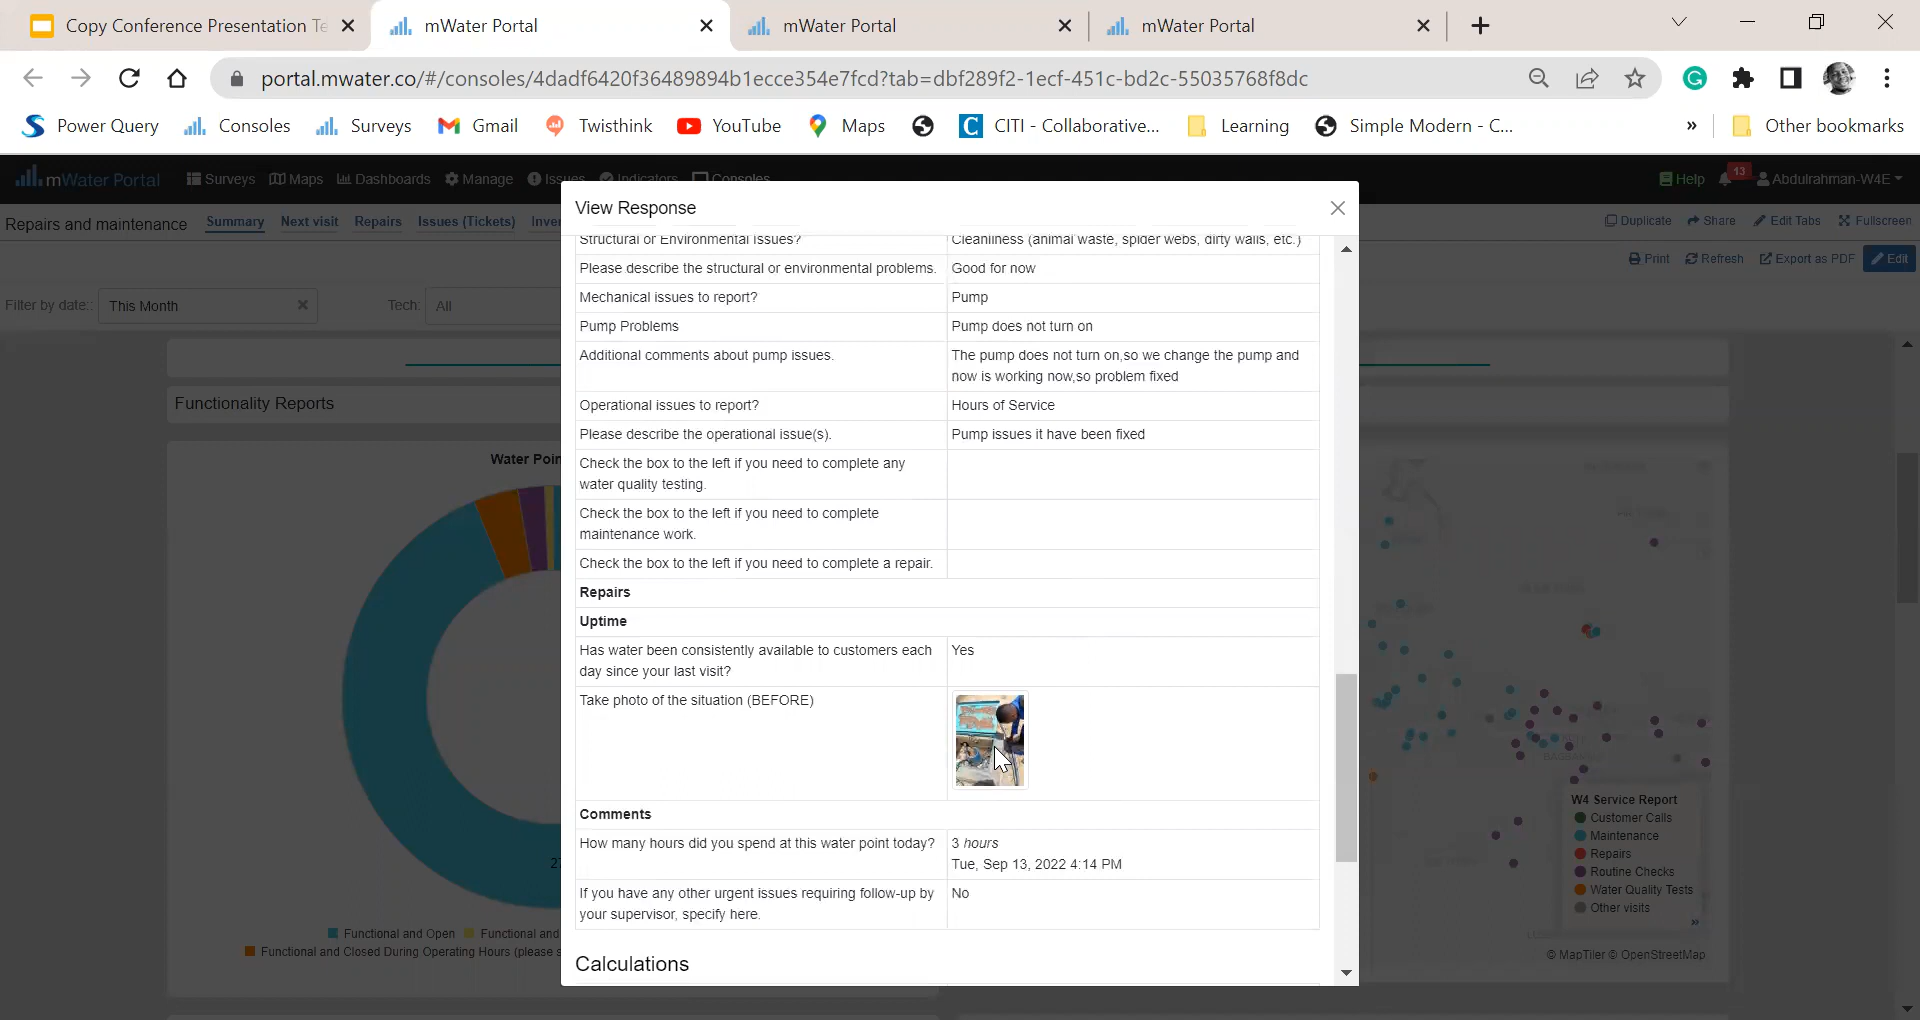 Copy Conference Presentation Te
mWater Portal
mWater Portal
mWater Portal
portal.mwater.co/#/consoles/4dadf6420f36489894b1ecce354e7fcd?tab=dbf289f2-1ecf-451c-bd2c-55035768f8dc
Power Query
Consoles
Surveys
Gmail
Twisthink
YouTube
Maps
CITI - Collaborative...
Learning
Simple Modern - C...
»
Other bookmarks
mWater Portal
Surveys
Maps
Dashboards
Manage
Issues
Indicators
Consoles
Help
13
Abdulrahman-W4E
Repairs and maintenance
Summary
Next visit
Repairs
Issues (Tickets)
Duplicate
Share
Edit Tabs
Fullscreen
Print
Refresh
Export as PDF
Edit
Filter by date:
This Month
Tech:
All
Functionality Reports
Functional and Open
Functional and
Functional and Closed During Operating Hours (please s
View Response
Structural or Environmental Issues? Cleanliness (animal waste, spider webs, dirty walls, etc.)
Please describe the structural or environmental problems. Good for now
Mechanical issues to report? Pump
Pump Problems Pump does not turn on
Additional comments about pump issues. The pump does not turn on,so we change the pump and
now is working now,so problem fixed
Operational issues to report? Hours of Service
Please describe the operational issue(s). Pump issues it have been fixed
Check the box to the left if you need to complete any
water quality testing.
Check the box to the left if you need to complete
maintenance work.
Check the box to the left if you need to complete a repair.
Repairs
Uptime
Has water been consistently available to customers each Yes
day since your last visit?
Take photo of the situation (BEFORE)
Comments
How many hours did you spend at this water point today? 3 hours
Tue, Sep 13, 2022 4:14 PM
If you have any other urgent issues requiring follow-up by No
your supervisor, specify here.
Calculations
W4 Service Report
Customer Calls
Maintenance
Repairs
Routine Checks
Water Quality Tests
Other visits
»
© MapTiler © OpenStreetMap